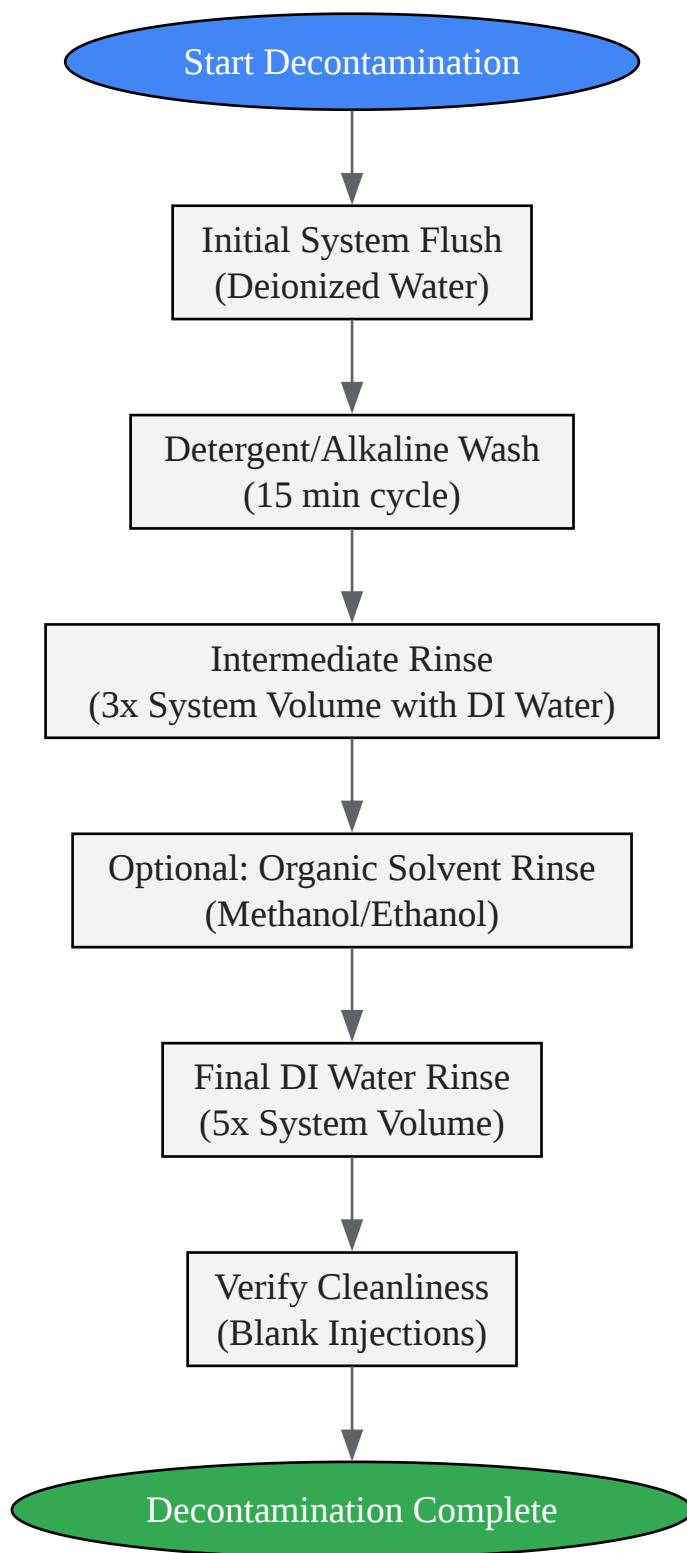 Start Decontamination
Initial System Flush
(Deionized Water)
Detergent/Alkaline Wash
(15 min cycle)
Intermediate Rinse
(3x System Volume with DI Water)
Optional: Organic Solvent Rinse
(Methanol/Ethanol)
Final DI Water Rinse
(5x System Volume)
Verify Cleanliness
(Blank Injections)
Decontamination Complete